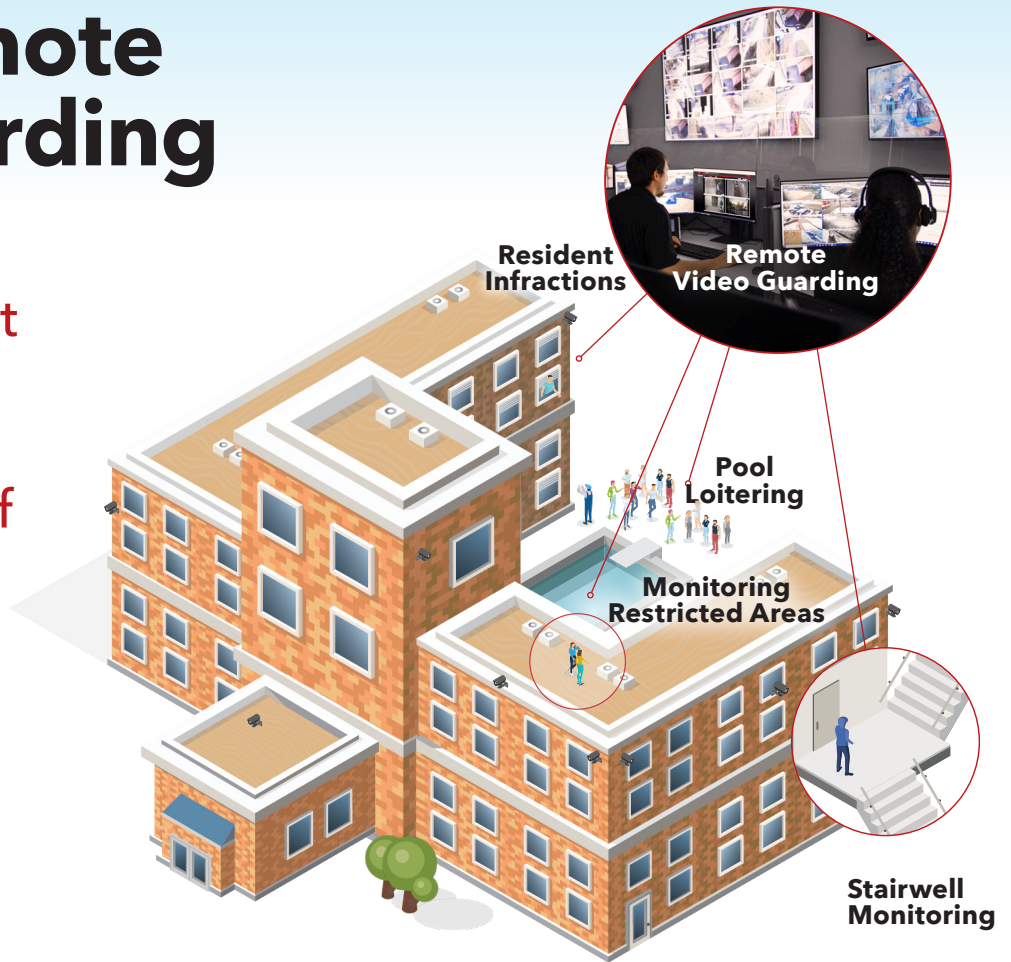 mote
rding
t
f
Resident
Infractions
Remote
Video Guarding
Pool
Loitering
Monitoring
Restricted Areas
Stairwell
Monitoring